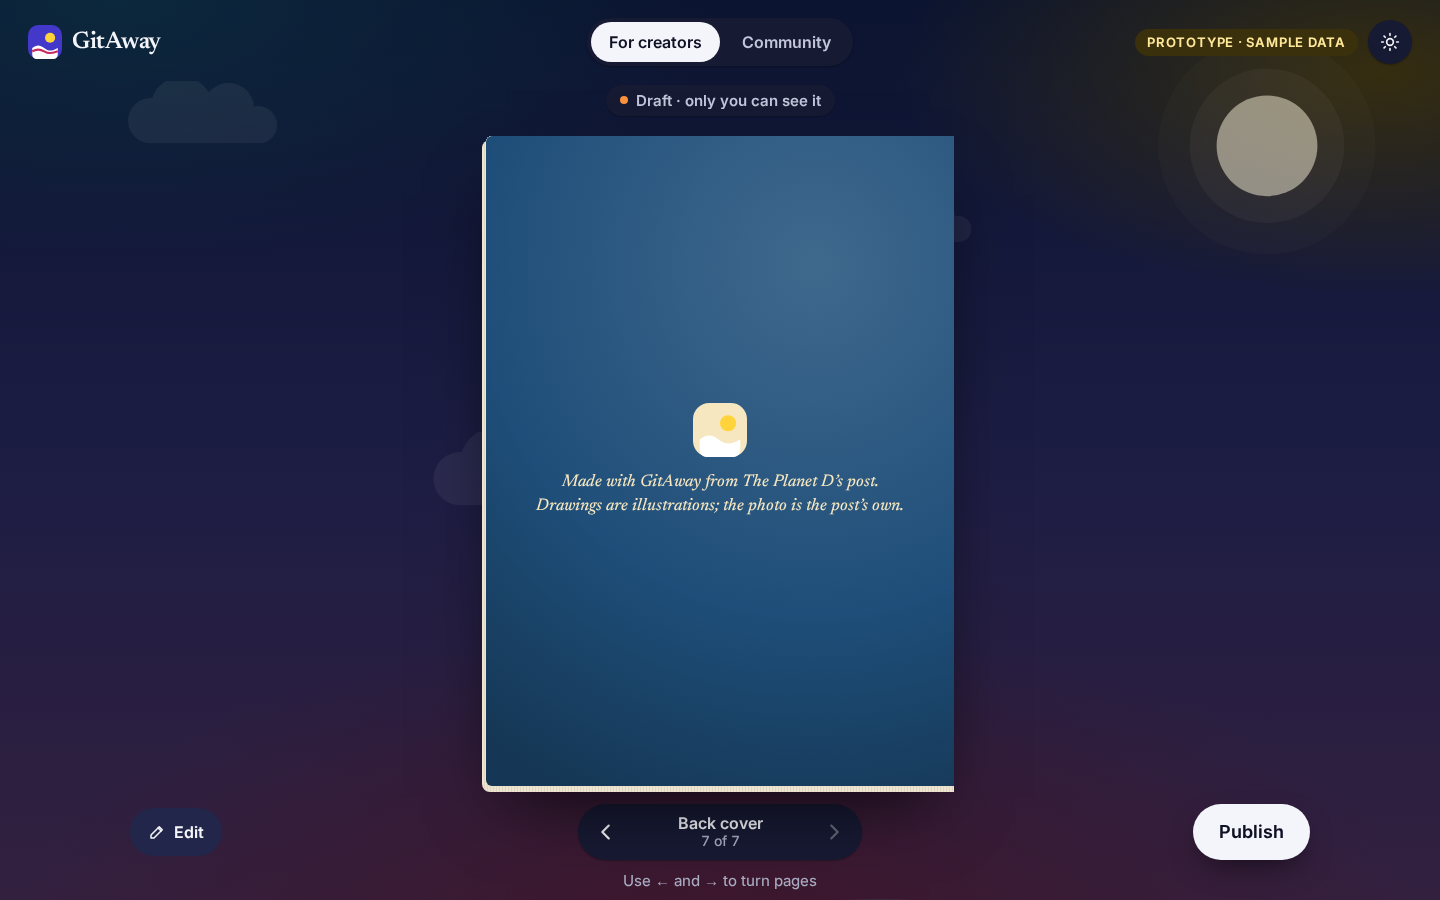 GitAway
For creators
Community
PROTOTYPE · SAMPLE DATA
Draft · only you can see it
Made with GitAway from The Planet D’s post.
Drawings are illustrations; the photo is the post’s own.
Edit
Back cover
7 of 7
Publish
Use ← and → to turn pages